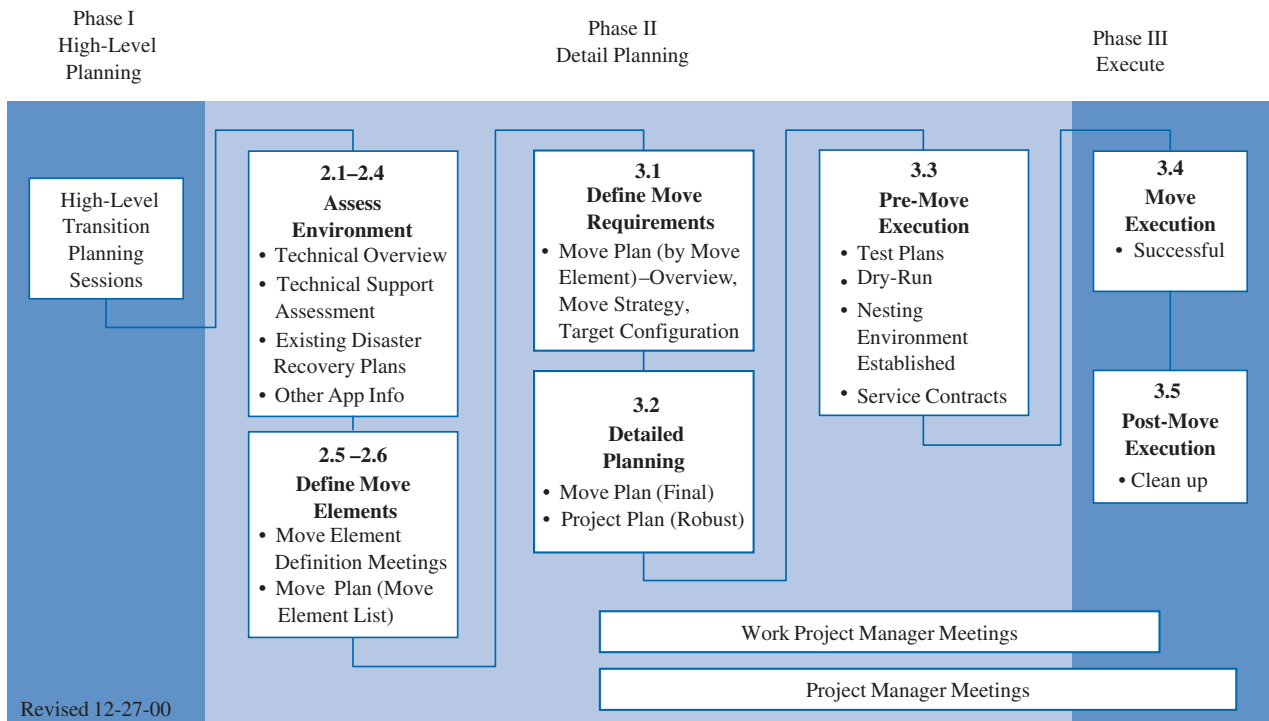 Phase I
High-Level
Planning
Phase II
Detail Planning
Phase III
Execute
High-Level
Transition
Planning
Sessions
2.1–2.4
Assess
Environment
• Technical Overview
• Technical Support
Assessment
• Existing Disaster
Recovery Plans
• Other App Info
2.5 –2.6
Define Move
Elements
• Move Element
Definition Meetings
• Move Plan (Move
Element List)
3.1
Define Move
Requirements
• Move Plan (by Move
Element)–Overview,
Move Strategy,
Target Configuration
3.2
Detailed
Planning
• Move Plan (Final)
• Project Plan (Robust)
3.3
Pre-Move
Execution
• Test Plans
• Dry-Run
• Nesting
Environment
Established
• Service Contracts
3.4
Move
Execution
• Successful
3.5
Post-Move
Execution
• Clean up
Work Project Manager Meetings
Project Manager Meetings
Revised 12-27-00